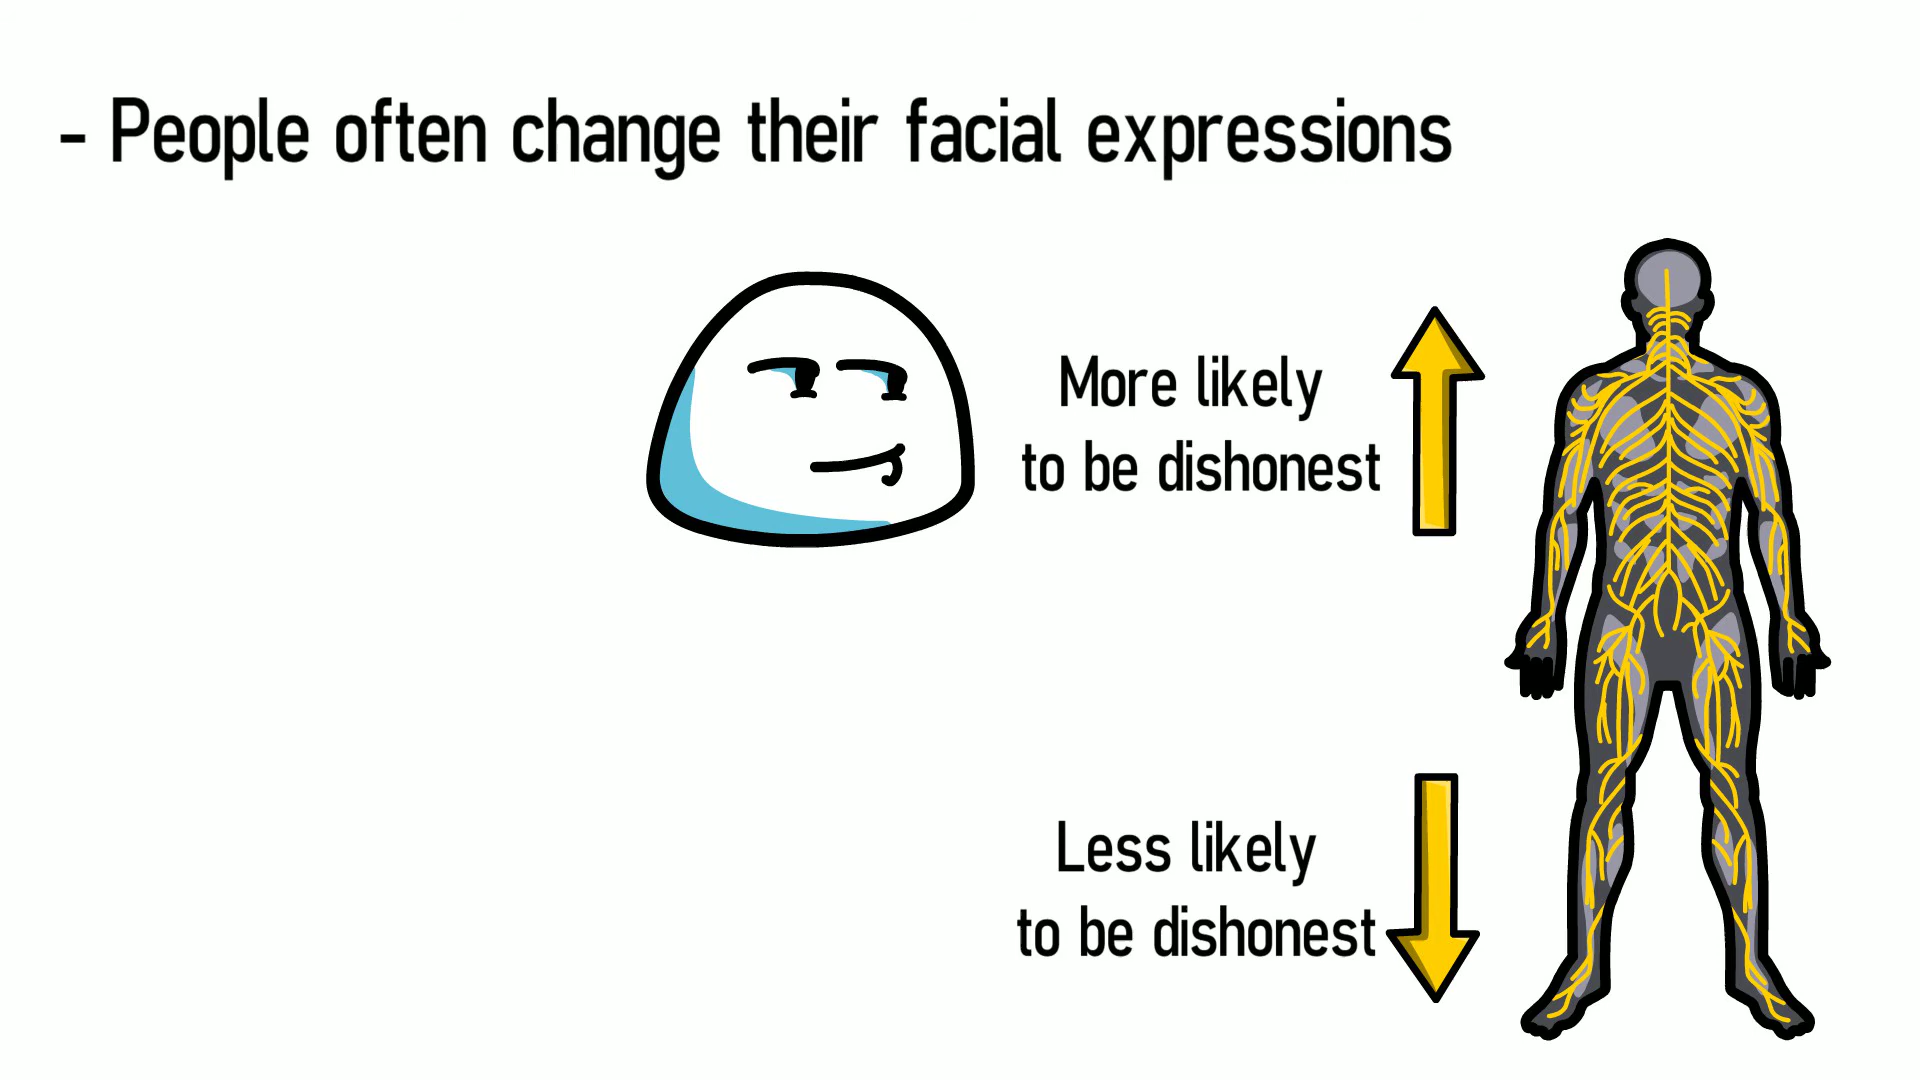 - People often change their facial expressions
More likely
to be dishonest
Less likely
to be dishonest